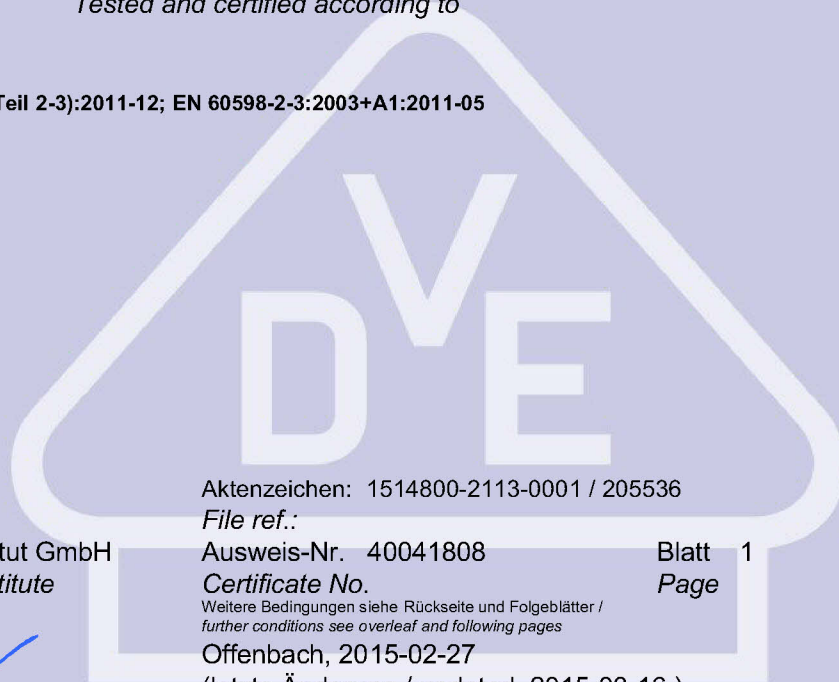 Tested and certified according to
Teil 2-3):2011-12; EN 60598-2-3:2003+A1:2011-05
VDE
Aktenzeichen: 1514800-2113-0001 / 205536
File ref.:
tut GmbH Ausweis-Nr. 40041808 Blatt 1
titute Certificate No. Page
Weitere Bedingungen siehe Rückseite und Folgeblätter /
further conditions see overleaf and following pages
Offenbach, 2015-02-27